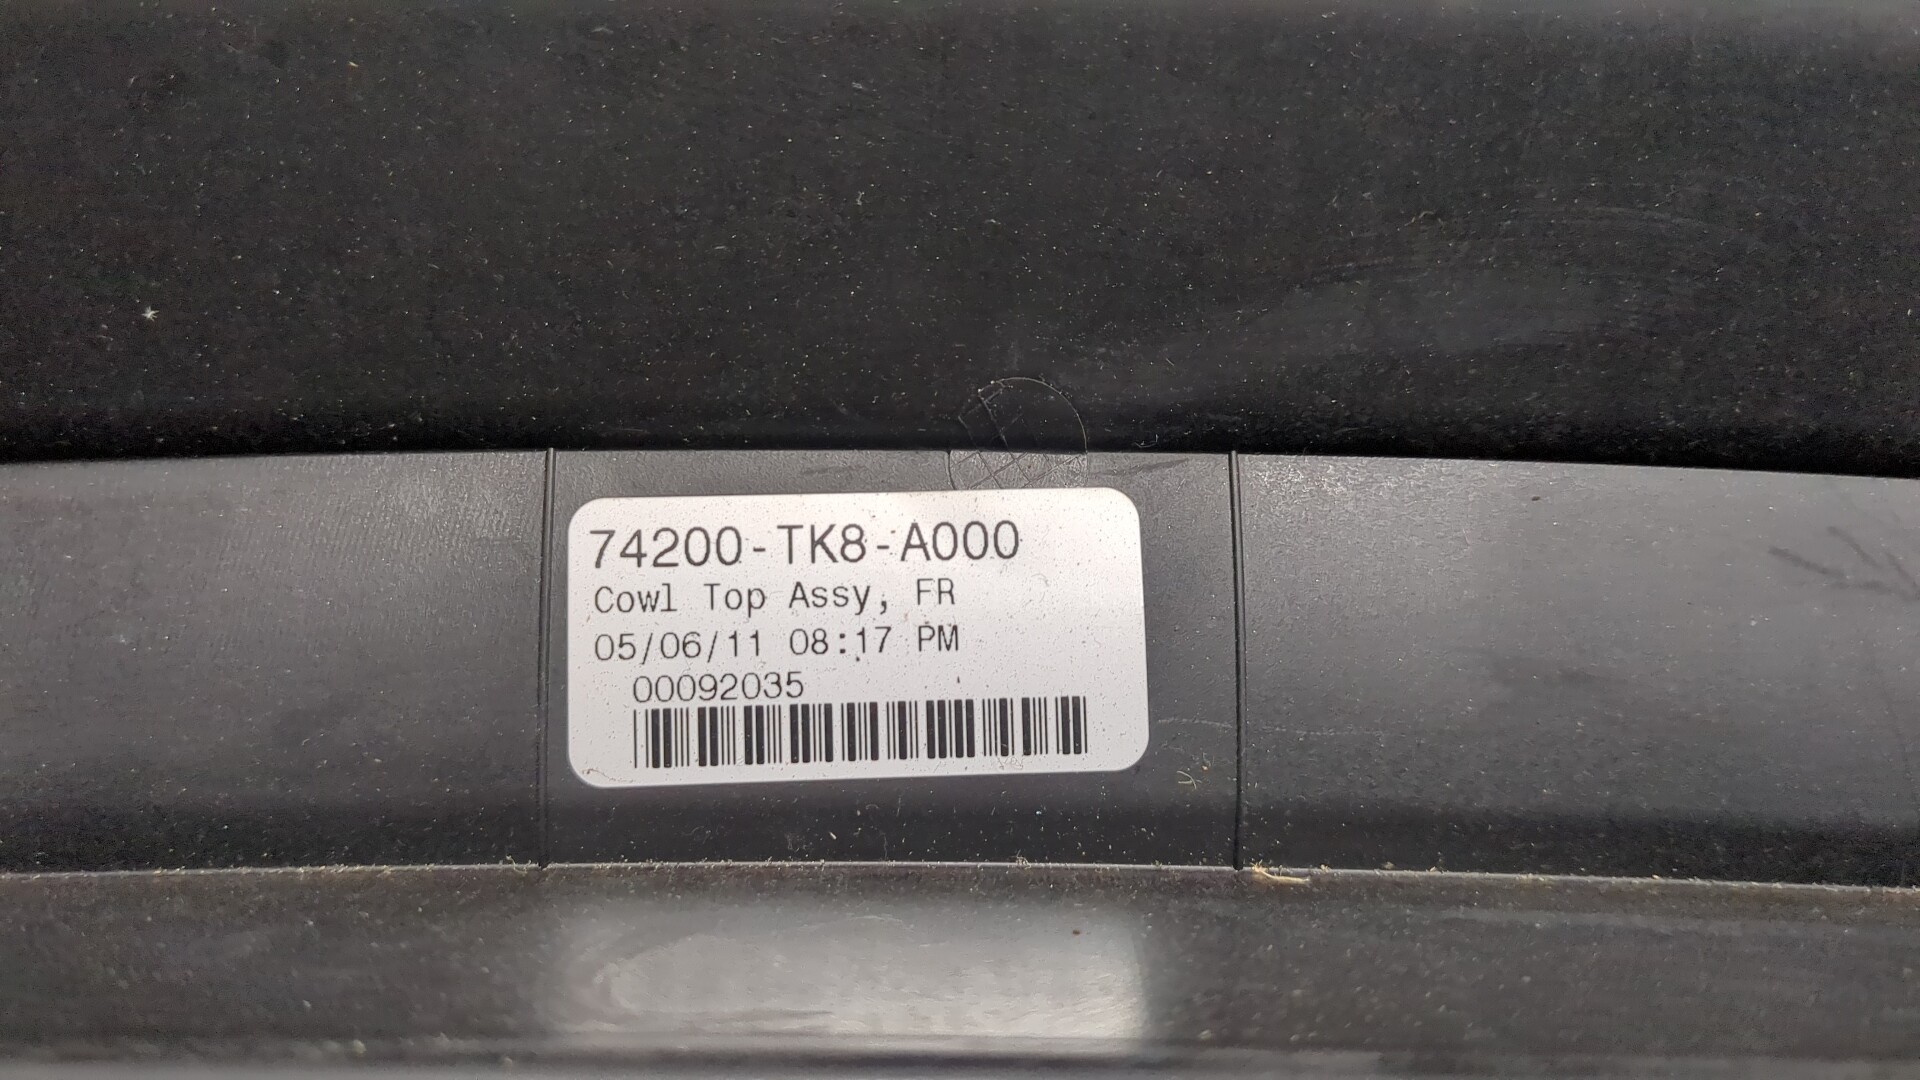 74200-TK8-A000
Cowl Top Assy, FR
05/06/11 08:17 PM
00092035